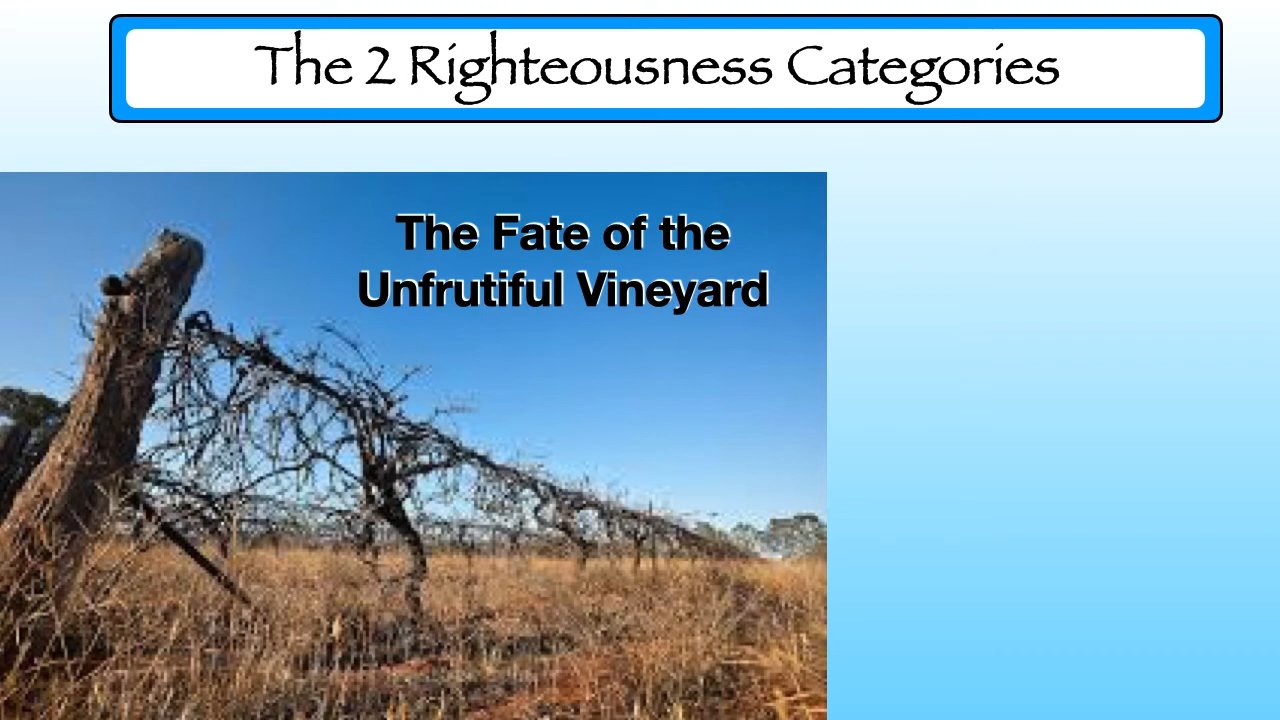 The 2 Righteousness Categories
The Fate of the
Unfrutiful Vineyard